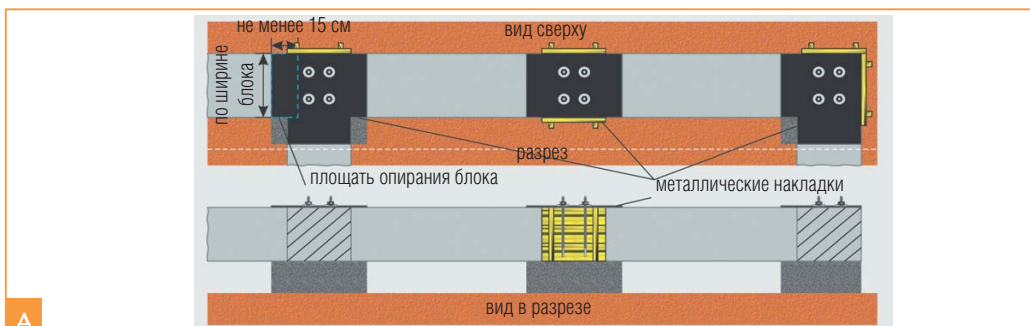 не менее 15 см
вид сверху
по ширине
блока
разрез
площать опирания блока
металлические накладки
вид в разрезе
А